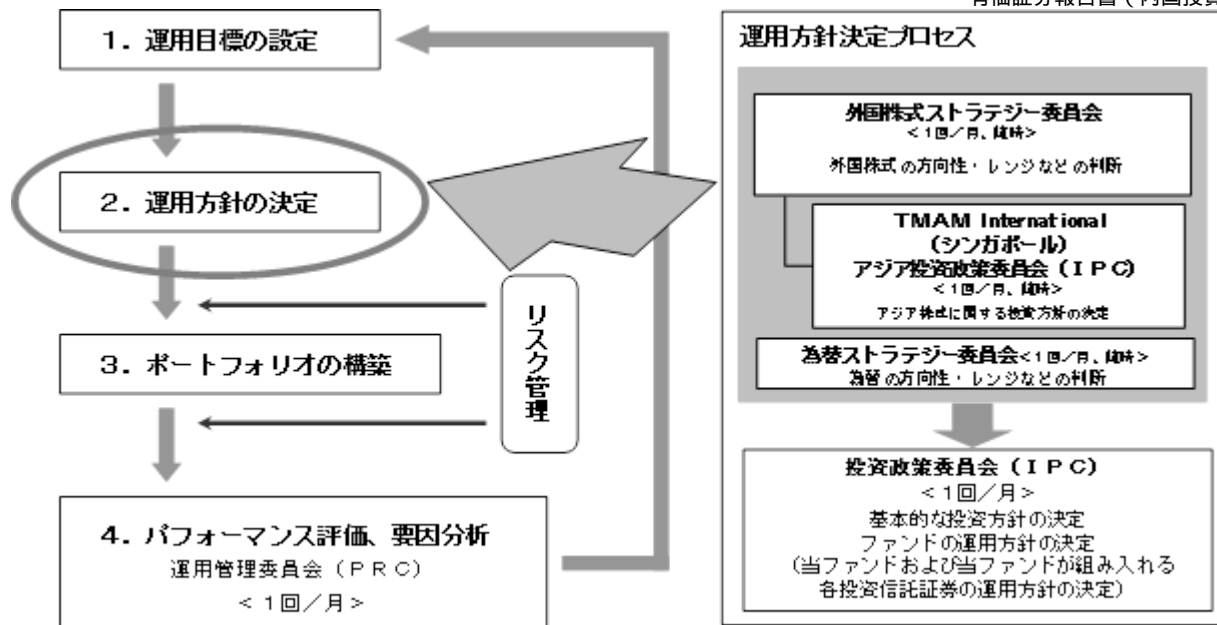 有価証券報告書（内国投資
1．運用目標の設定
2．運用方針の決定
3．ポートフォリオの構築
4．パフォーマンス評価、要因分析
運用管理委員会（ＰＲＣ）
＜１回／月＞
リスク管理
運用方針決定プロセス
外国株式ストラテジー委員会
＜１回／月、随時＞
外国株式の方向性・レンジなどの判断
TMAM International
（シンガポール）
アジア投資政策委員会（ＩＰＣ）
＜１回／月、随時＞
アジア株式に関する投資方針の決定
為替ストラテジー委員会＜１回／月、随時＞
為替の方向性・レンジなどの判断
投資政策委員会（ＩＰＣ）
＜１回／月＞
基本的な投資方針の決定
ファンドの運用方針の決定
（当ファンドおよび当ファンドが組み入れる
各投資信託証券の運用方針の決定）